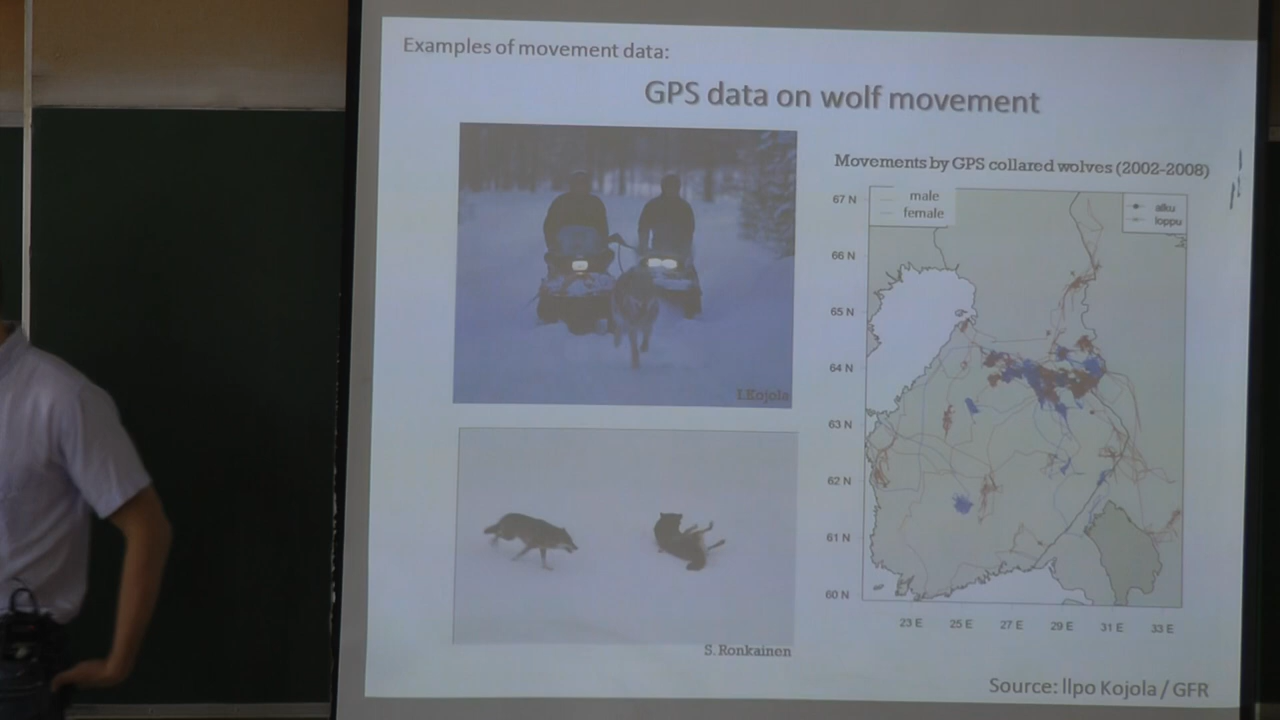 Examples of movement data:
GPS data on wolf movement
Movements by GPS collared wolves (2002-2008)
male
female
alku
loppu
67 N
66 N
65 N
64 N
63 N
62 N
61 N
60 N
23 E 25 E 27 E 29 E 31 E 33 E
I.Kojola
S. Ronkainen
Source: Ilpo Kojola / GFR